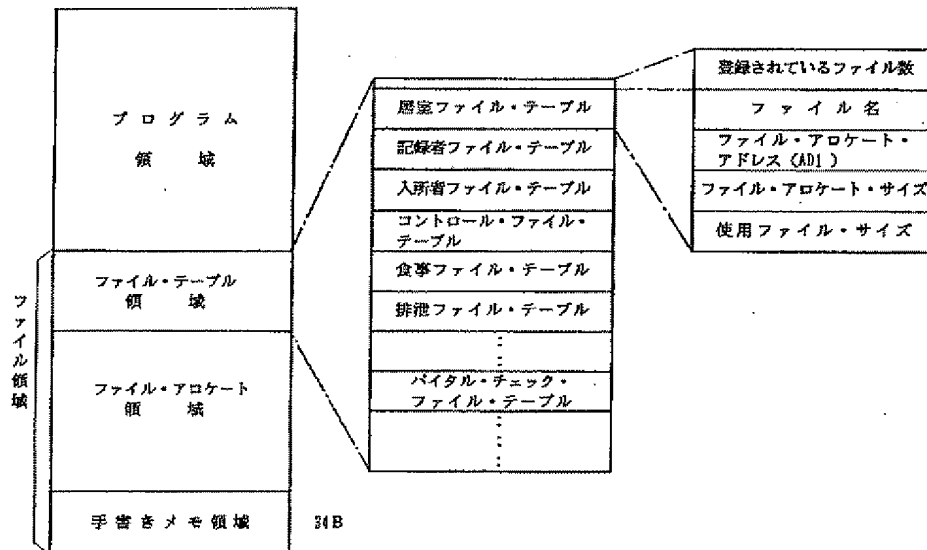 プログラム
領域
ファイル領域
ファイル・テーブル
領域
ファイル・アロケート
領域
手書きメモ領域
34B
居室ファイル・テーブル
記録者ファイル・テーブル
入所者ファイル・テーブル
コントロール・ファイル・
テーブル
食事ファイル・テーブル
排泄ファイル・テーブル
バイタル・チェック・
ファイル・テーブル
登録されているファイル数
ファイル名
ファイル・アロケート・
アドレス(AD1)
ファイル・アロケート・サイズ
使用ファイル・サイズ